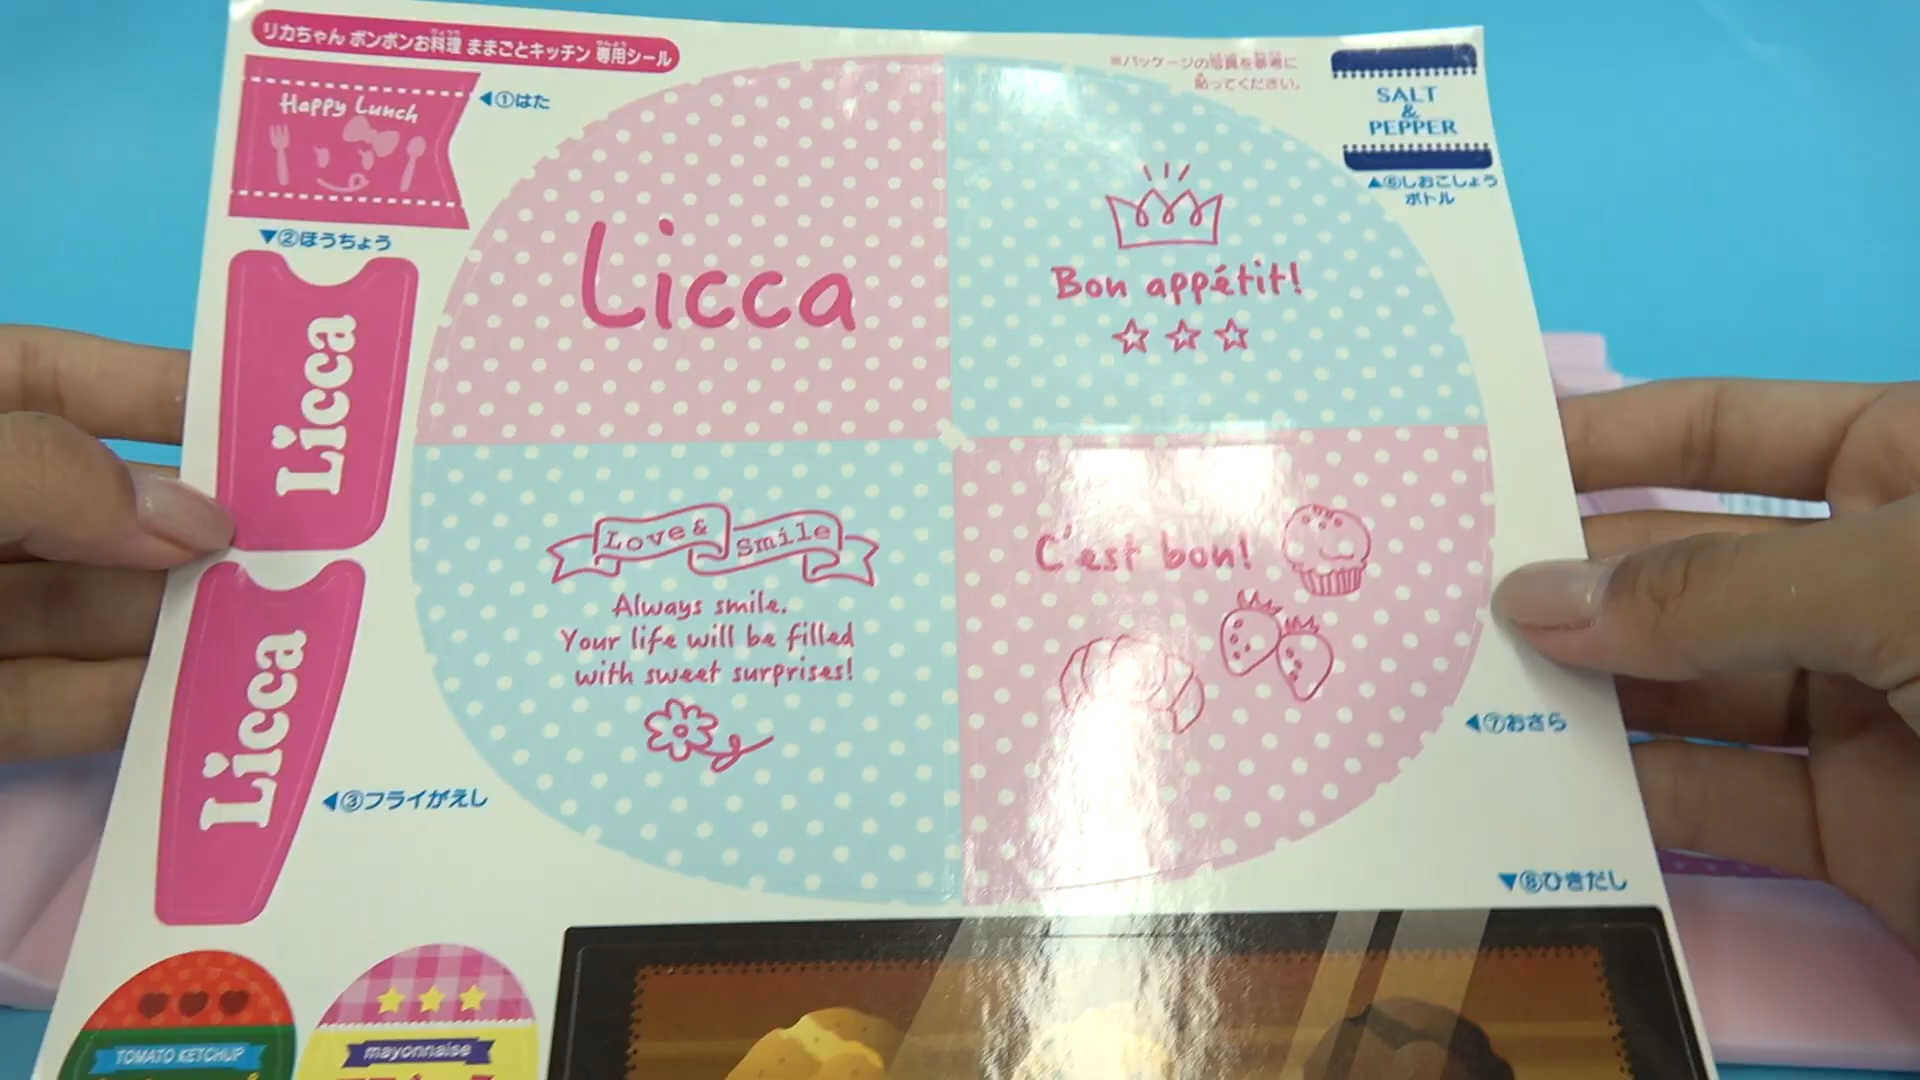 リカちゃん ポンポンお料理 ままごとキッチン 専用シール
※パッケージの写真を参考に
貼ってください。
Happy Lunch
◀①はた
SALT
&
PEPPER
▲⑥しおこしょう
ボトル
▼②ほうちょう
Licca
Licca
Bon appétit!
Licca
◀③フライがえし
Love & Smile
Always smile.
Your life will be filled
with sweet surprises!
C'est bon!
◀⑦おさら
▼⑧ひきだし
TOMATO KETCHUP
mayonnaise